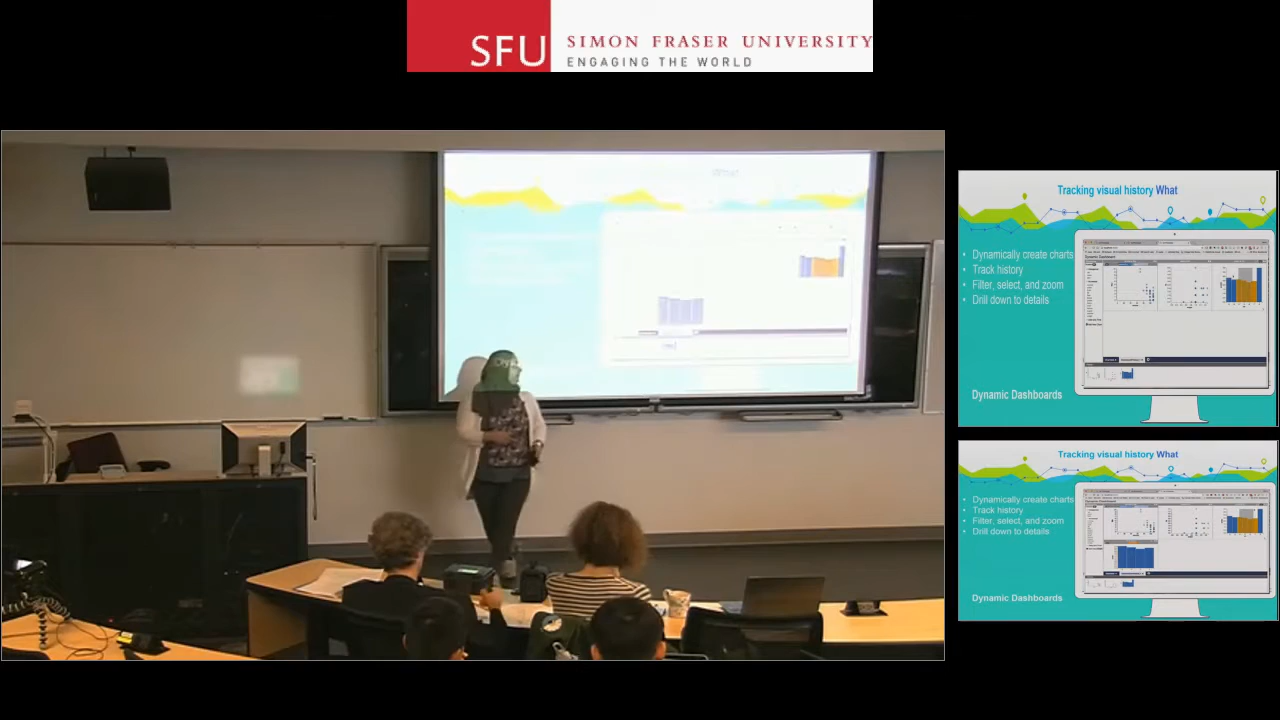 SFU
SIMON FRASER UNIVERSITY
ENGAGING THE WORLD
What
Tracking visual history What
• Dynamically create charts
• Track history
• Filter, select, and zoom
• Drill down to details
Dynamic Dashboards
Tracking visual history What
• Dynamically create charts
• Track history
• Filter, select, and zoom
• Drill down to details
Dynamic Dashboards